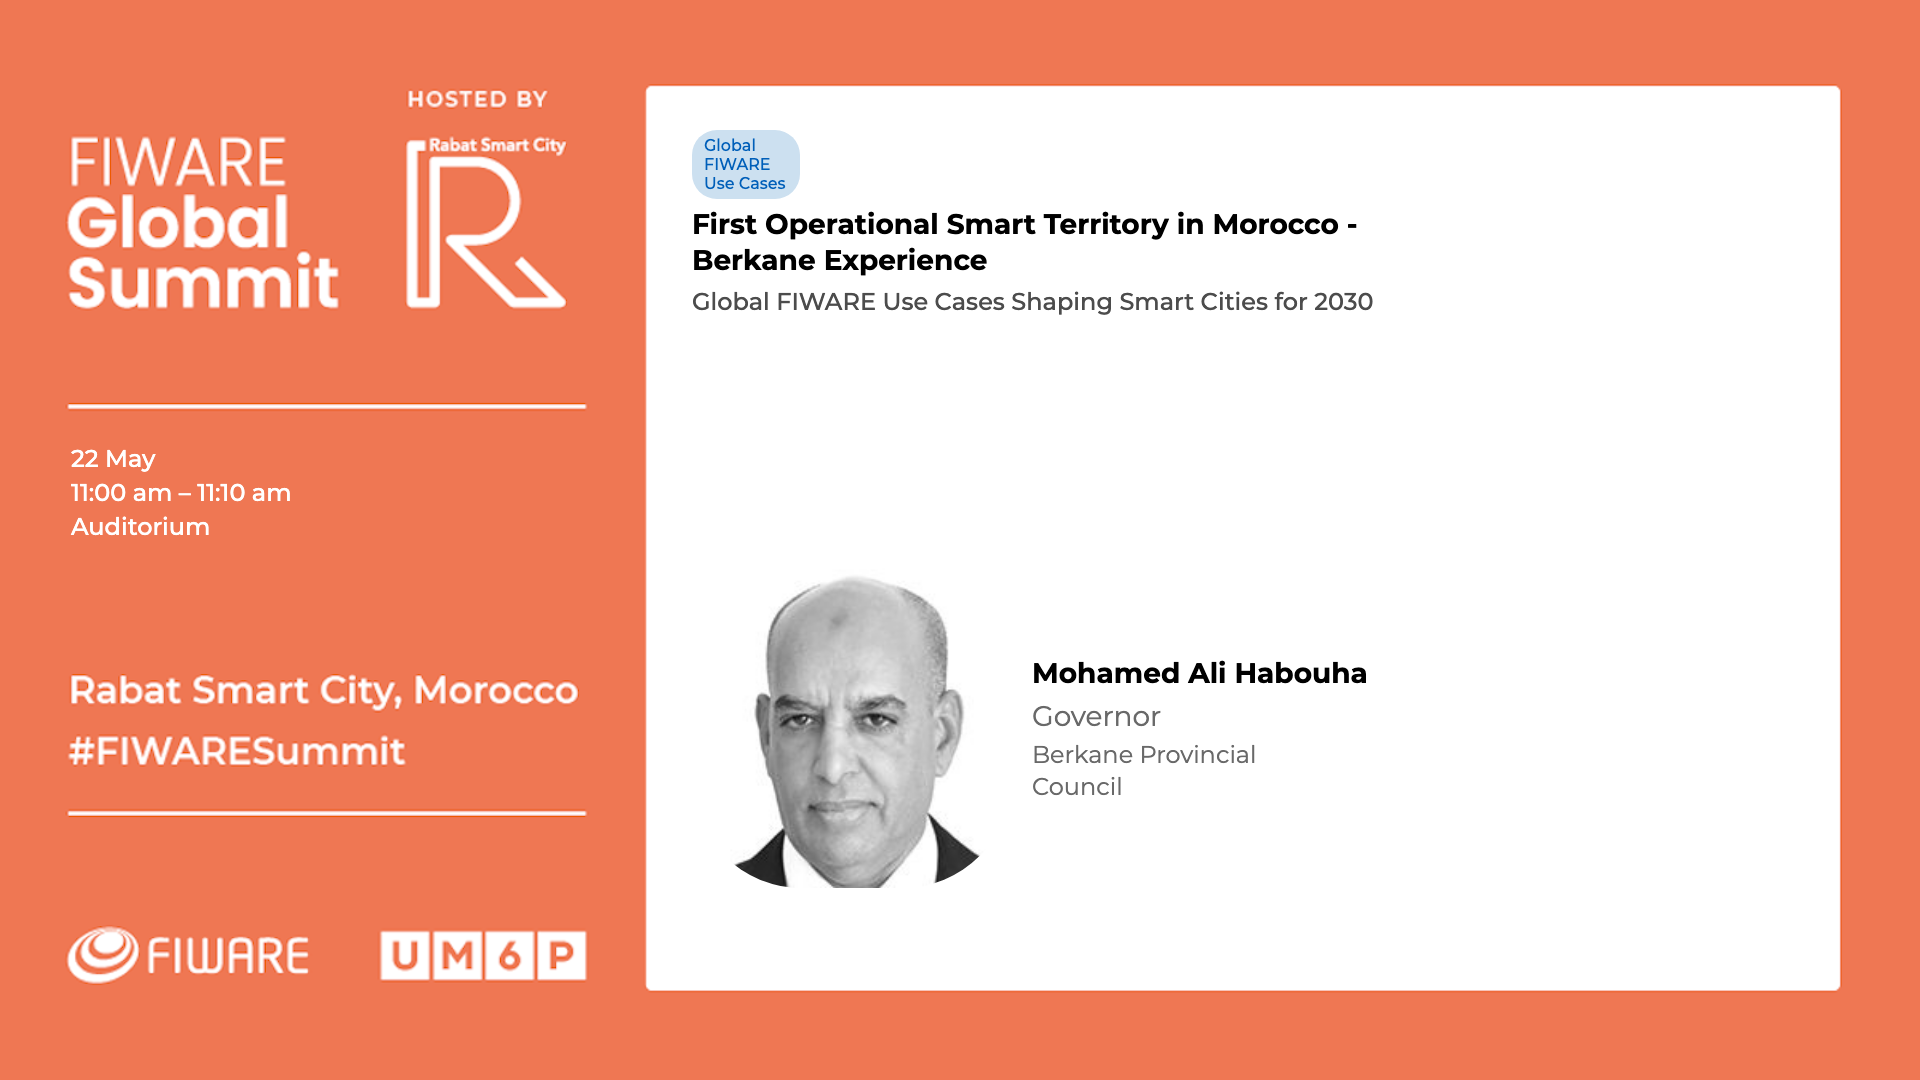 HOSTED BY
FIWARE
Global
Summit
Rabat Smart City
22 May
11:00 am – 11:10 am
Auditorium
Rabat Smart City, Morocco
#FIWARESummit
FIWARE
UM6P
Global
FIWARE
Use Cases
First Operational Smart Territory in Morocco -
Berkane Experience
Global FIWARE Use Cases Shaping Smart Cities for 2030
Mohamed Ali Habouha
Governor
Berkane Provincial
Council